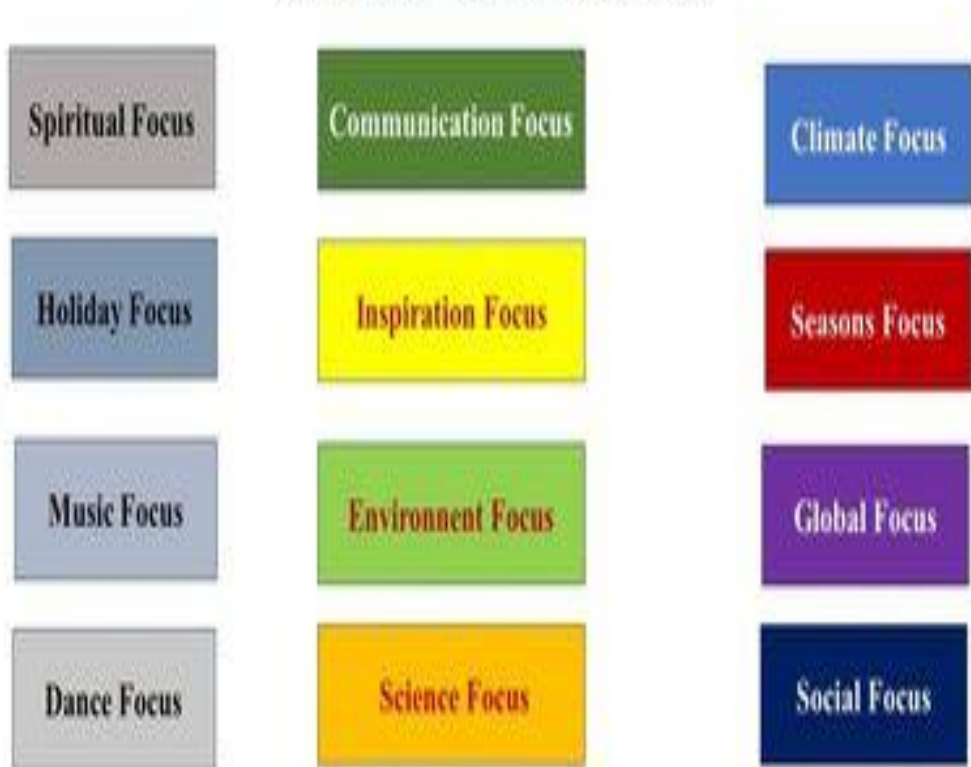 Spiritual Focus
Communication Focus
Climate Focus
Holiday Focus
Inspiration Focus
Seasons Focus
Music Focus
Environnent Focus
Global Focus
Dance Focus
Science Focus
Social Focus